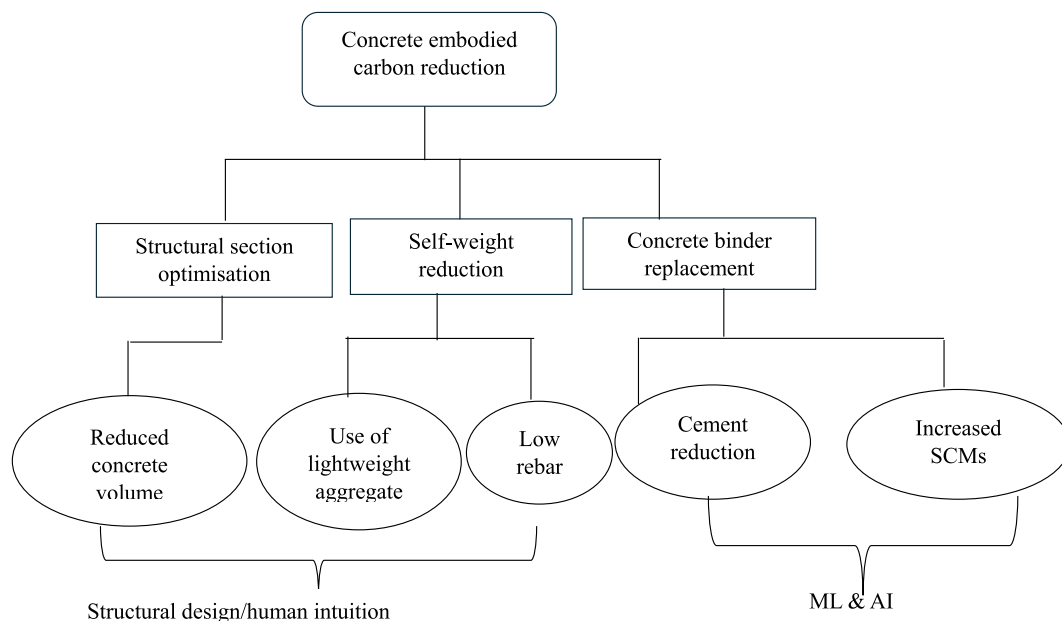 Concrete embodied
carbon reduction
Structural section
optimisation
Self-weight
reduction
Concrete binder
replacement
Reduced
concrete
volume
Use of
lightweight
aggregate
Low
rebar
Cement
reduction
Increased
SCMs
Structural design/human intuition
ML & AI